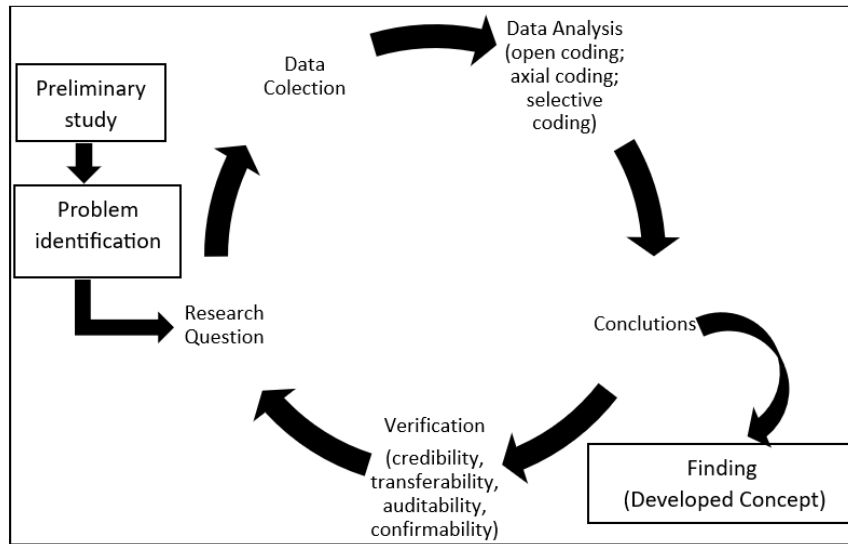 Preliminary
study
Problem
identification
Research
Question
Data
Colection
Data Analysis
(open coding;
axial coding;
selective
coding)
Conclutions
Verification
(credibility,
transferability,
auditability,
confirmability)
Finding
(Developed Concept)